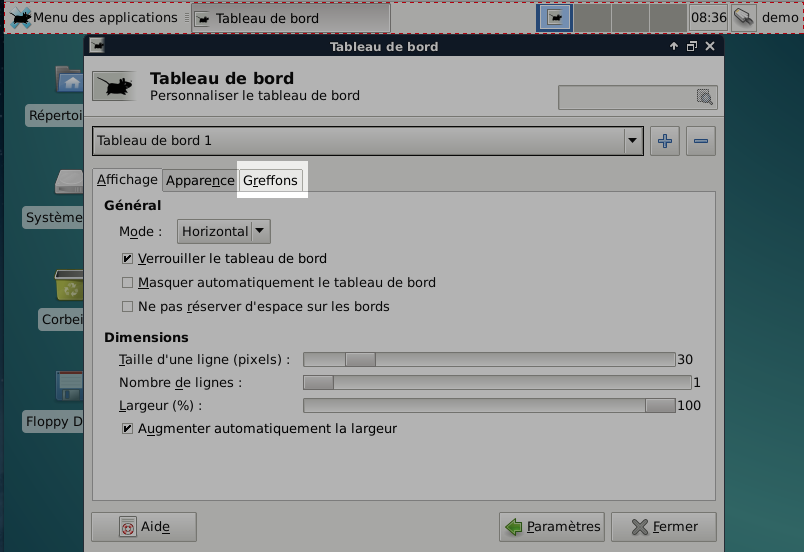 Menu des applications
Tableau de bord
08:36
demo
Tableau de bord
Tableau de bord
Personnaliser le tableau de bord
Répertoi
Tableau de bord 1
Affichage
Apparence
Greffons
Système
Général
Mode :
Horizontal
Verrouiller le tableau de bord
Masquer automatiquement le tableau de bord
Ne pas réserver d'espace sur les bords
Corbei
Dimensions
Taille d'une ligne (pixels) :
30
Nombre de lignes :
1
Largeur (%) :
100
Floppy D
Augmenter automatiquement la largeur
Aide
Paramètres
Fermer